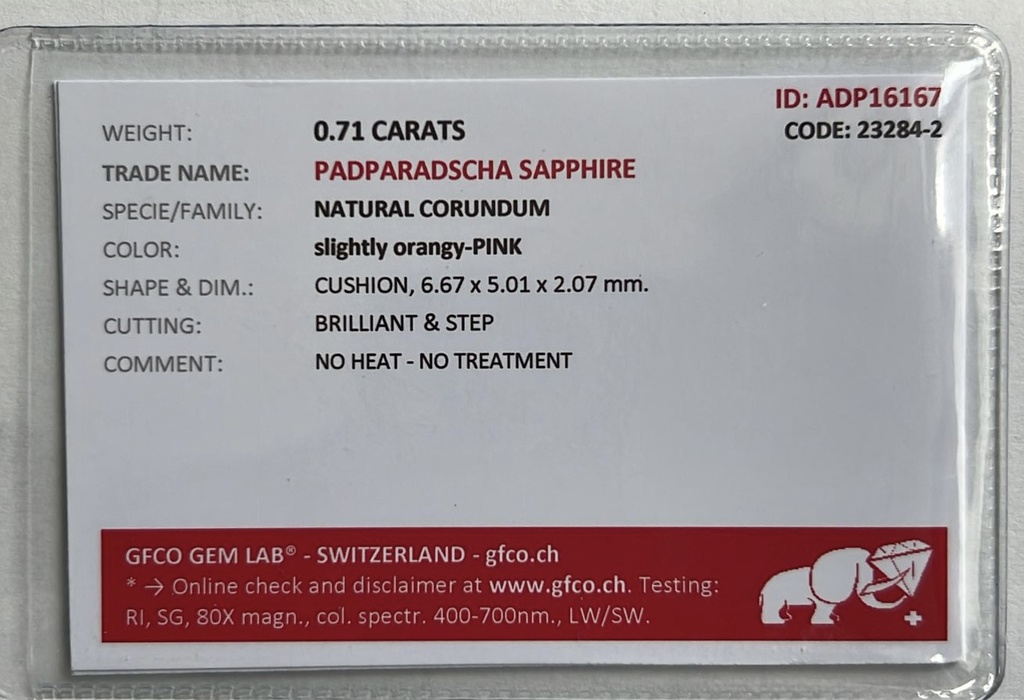 ID: ADP16167
CODE: 23284-2
WEIGHT: 0.71 CARATS
TRADE NAME: PADPARADSCHA SAPPHIRE
SPECIE/FAMILY: NATURAL CORUNDUM
COLOR: slightly orangy-PINK
SHAPE & DIM.: CUSHION, 6.67 x 5.01 x 2.07 mm.
CUTTING: BRILLIANT & STEP
COMMENT: NO HEAT - NO TREATMENT
GFCO GEM LAB® - SWITZERLAND - gfco.ch
* → Online check and disclaimer at www.gfco.ch. Testing:
RI, SG, 80X magn., col. spectr. 400-700nm., LW/SW.